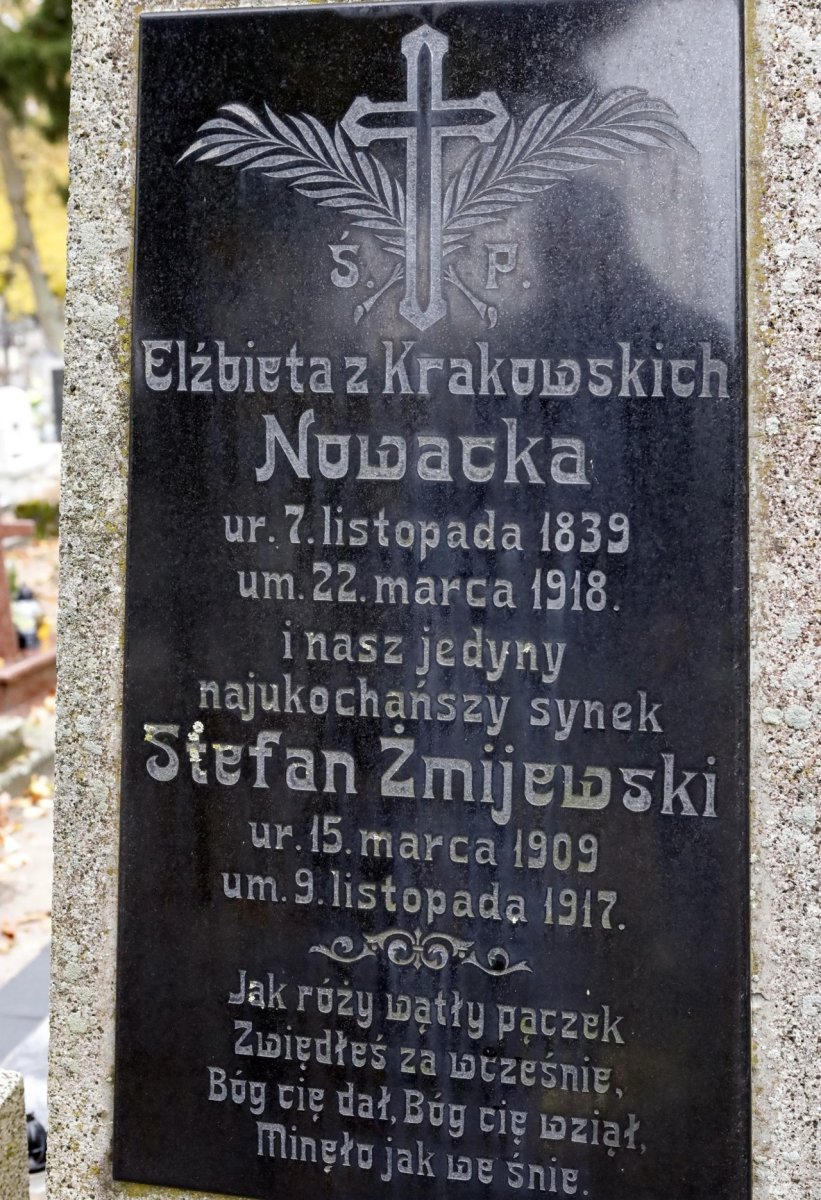 Ś. P.
Elżbieta z Krakowskich
Nowacka
ur. 7. listopada 1839
um. 22. marca 1918.
i nasz jedyny
najukochańszy synek
Stefan Żmijewski
ur. 15. marca 1909
um. 9. listopada 1917.
Jak róży wątły pączek
Zwiędłeś za wcześnie,
Bóg cię dał, Bóg cię wziął,
Minęło jak we śnie.